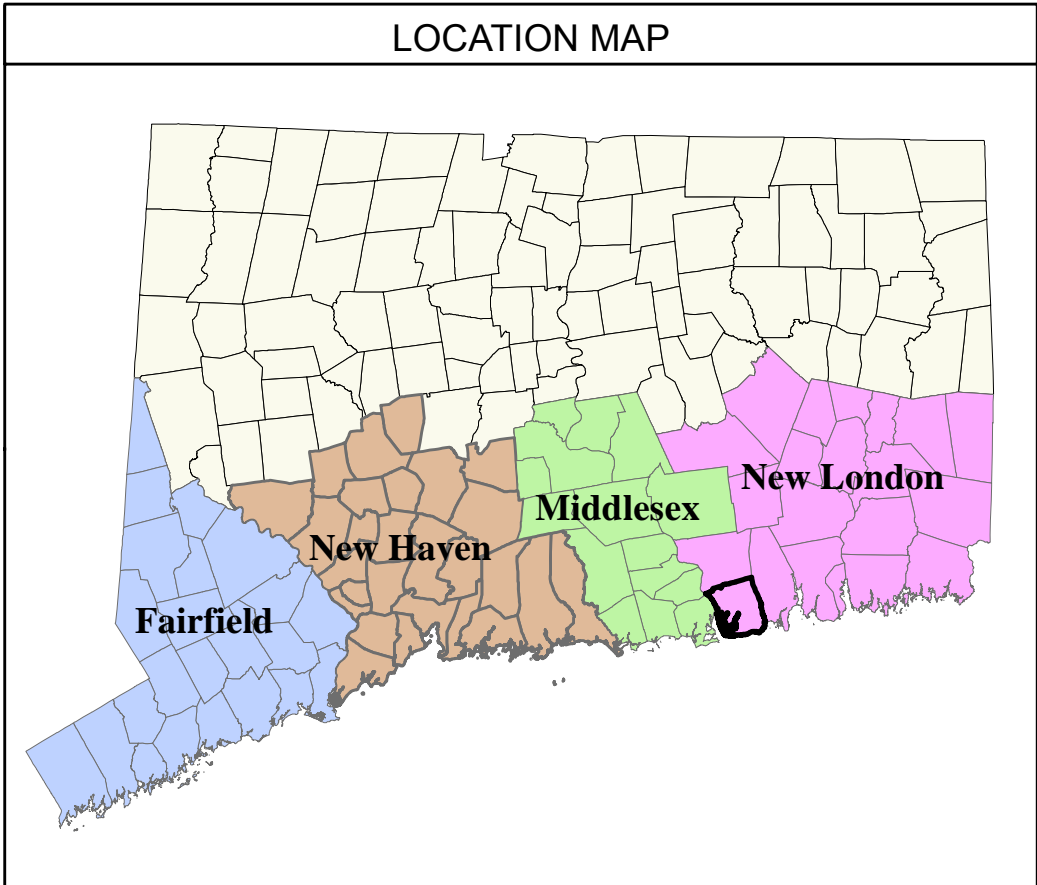 LOCATION MAP
New London
Middlesex
New Haven
Fairfield